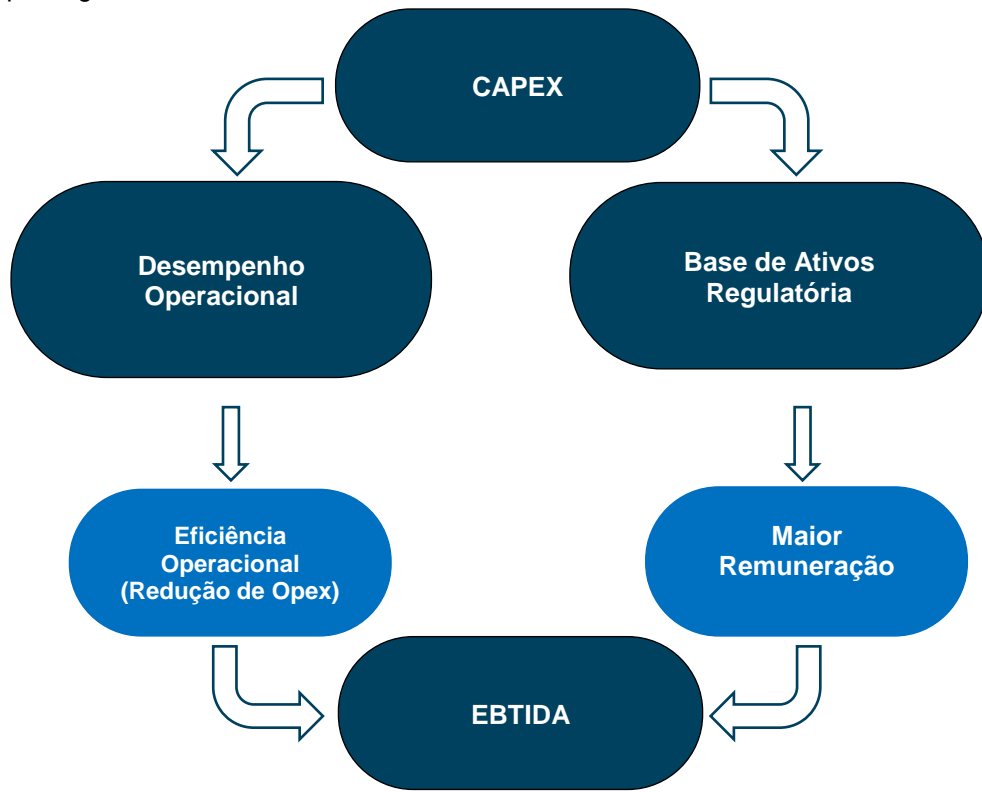 CAPEX
Desempenho
Operacional
Base de Ativos
Regulatória
Eficiência
Operacional
(Redução de Opex)
Maior
Remuneração
EBTIDA